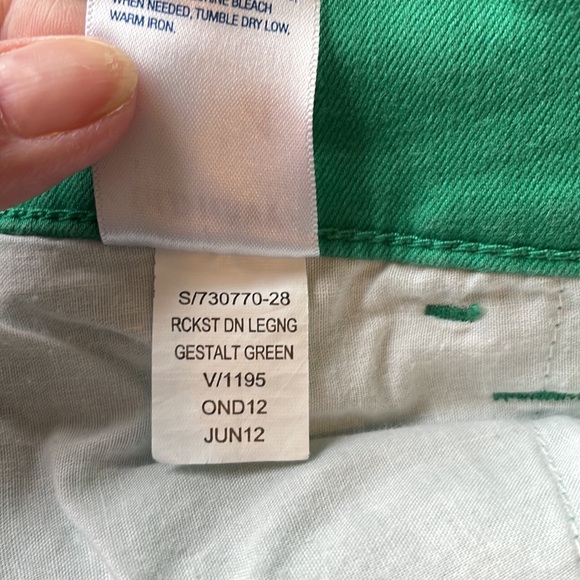 WHEN NEEDED, TUMBLE DRY LOW,
WARM IRON.
S/730770-28
RCKST DN LEGNG
GESTALT GREEN
V/1195
OND12
JUN12